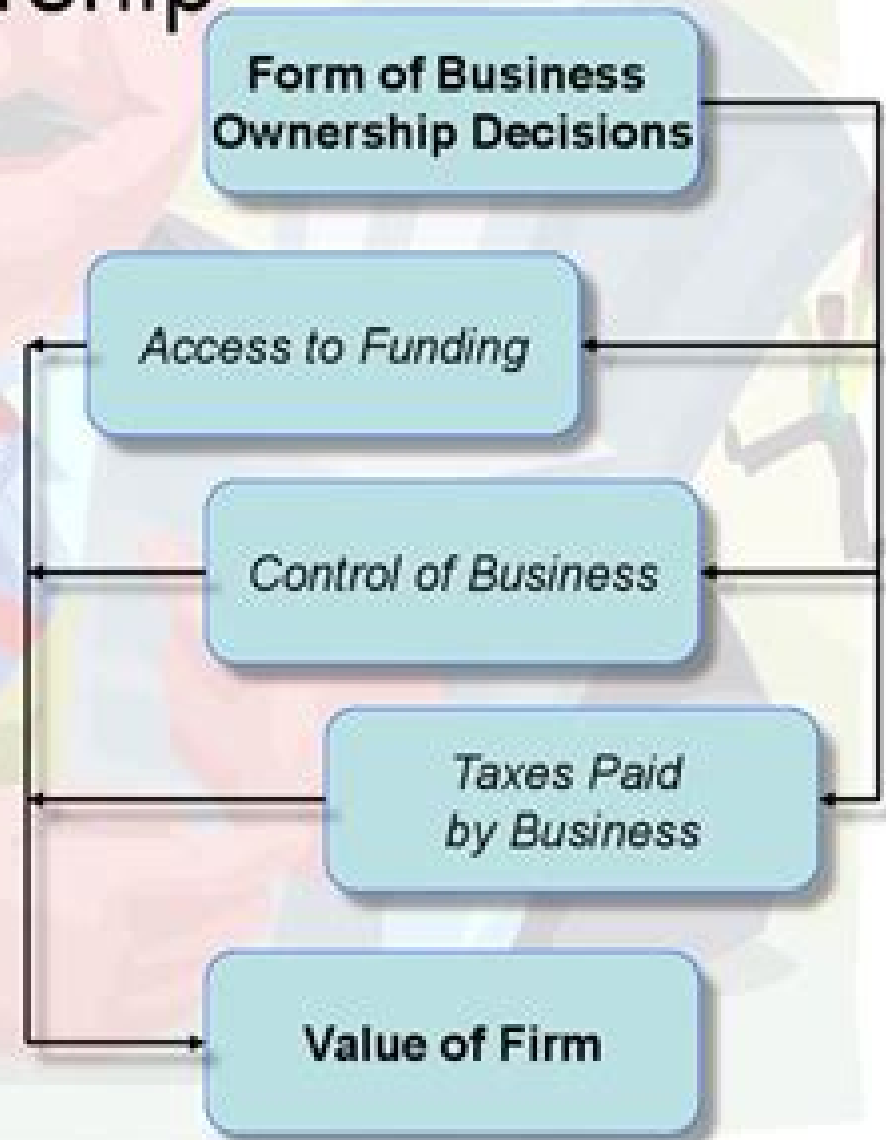 Form of Business
Ownership Decisions
Access to Funding
Control of Business
Taxes Paid
by Business
Value of Firm